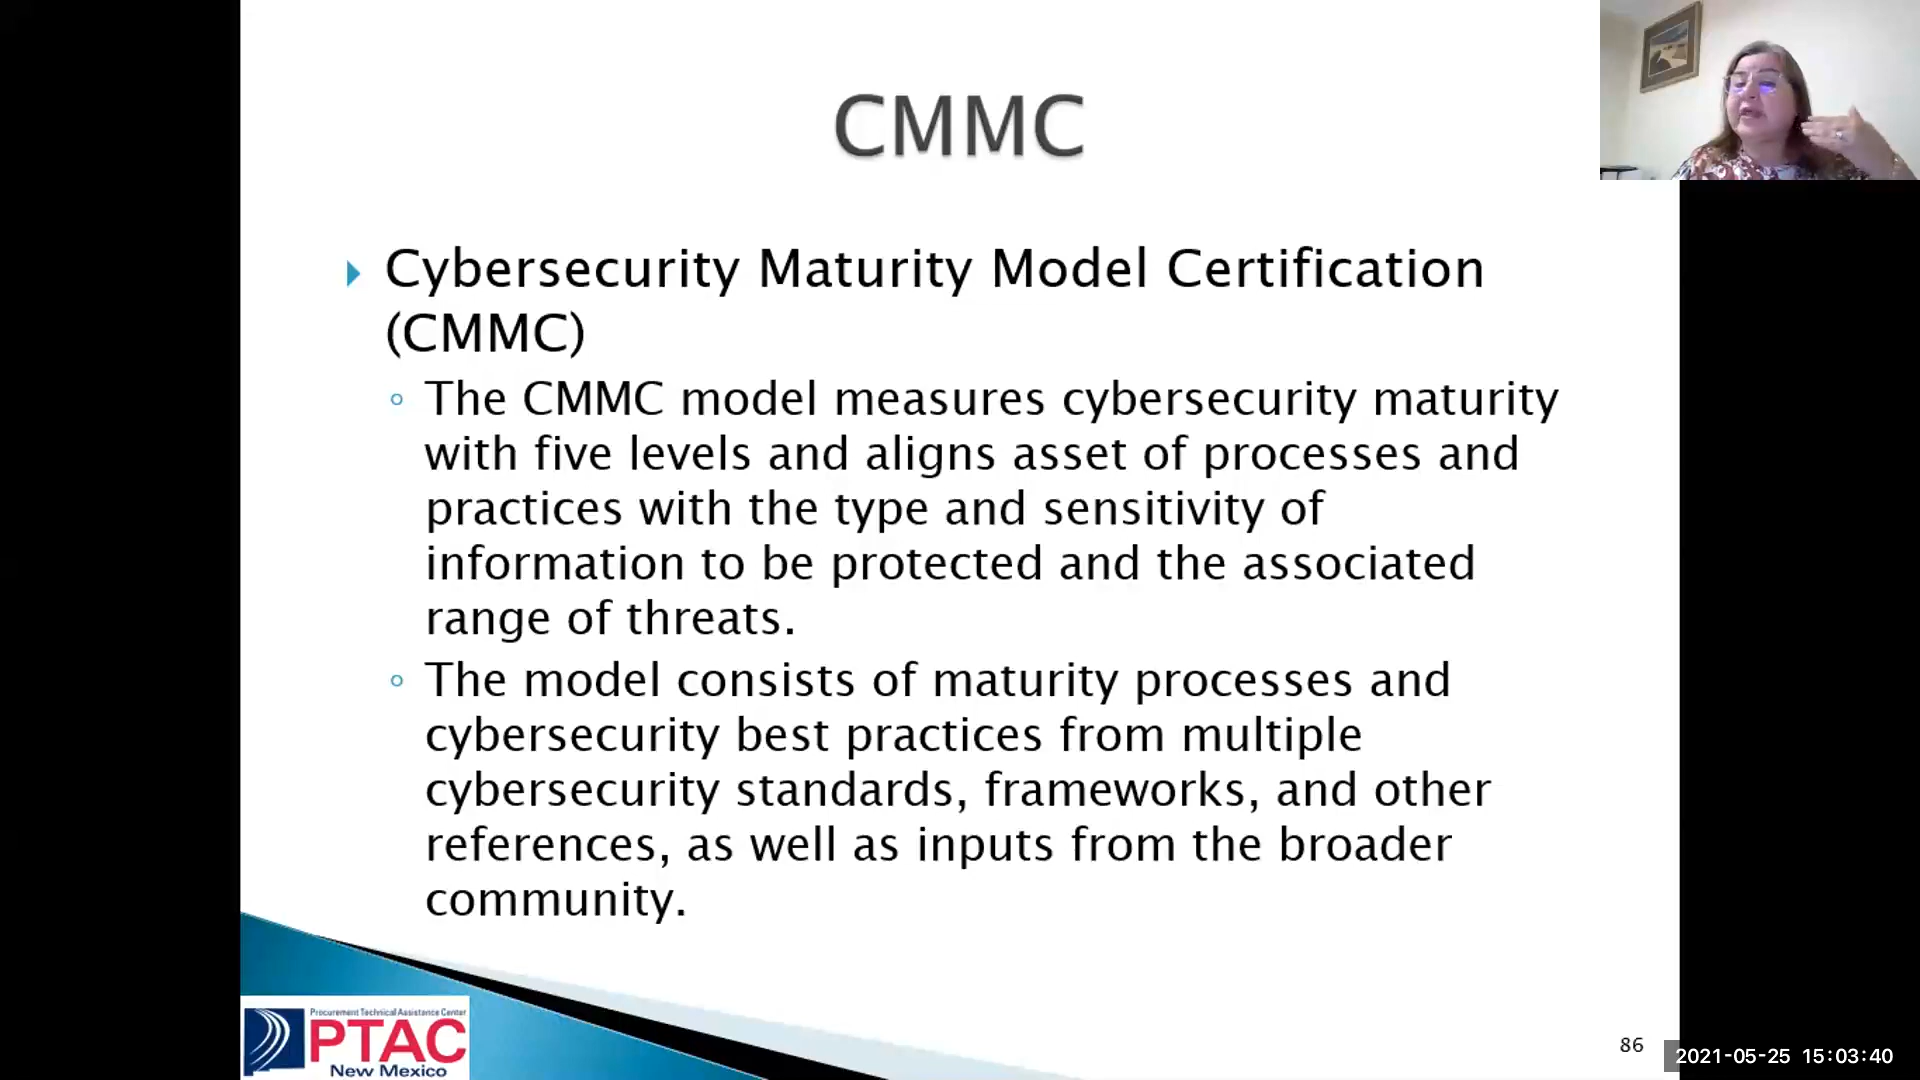 CMMC
Cybersecurity Maturity Model Certification
(CMMC)
The CMMC model measures cybersecurity maturity
with five levels and aligns asset of processes and
practices with the type and sensitivity of
information to be protected and the associated
range of threats.
The model consists of maturity processes and
cybersecurity best practices from multiple
cybersecurity standards, frameworks, and other
references, as well as inputs from the broader
community.
Procurement Technical Assistance Center
PTAC
New Mexico
86
2021-05-25 15:03:40